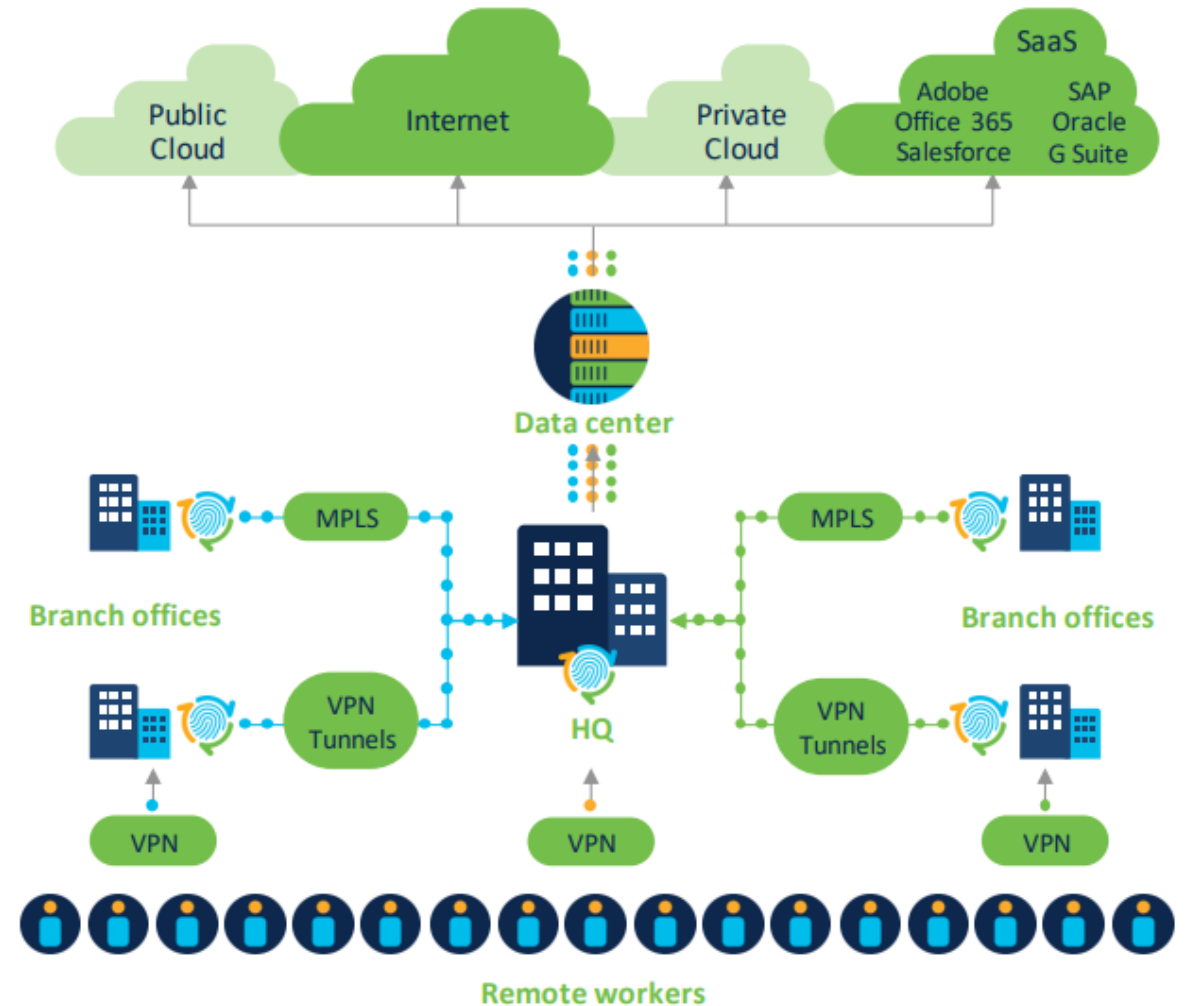 SaaS
Public
Cloud
Internet
Private
Cloud
Adobe
Office 365
Salesforce
SAP
Oracle
G Suite
Data center
MPLS
MPLS
Branch offices
Branch offices
VPN
Tunnels
HQ
VPN
Tunnels
VPN
VPN
VPN
Remote workers